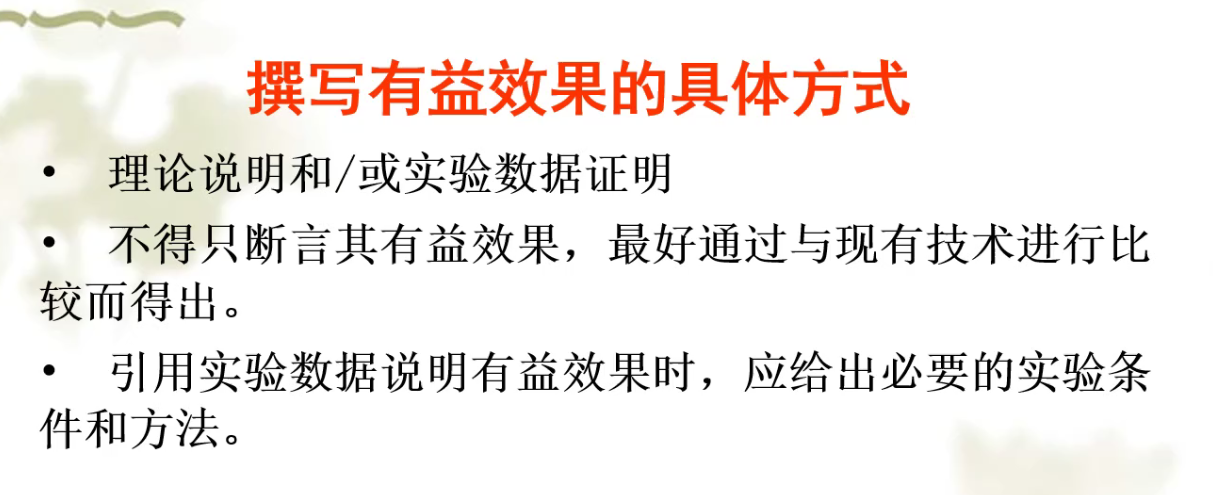 撰写有益效果的具体方式
• 理论说明和/或实验数据证明
• 不得只断言其有益效果，最好通过与现有技术进行比
较而得出。
• 引用实验数据说明有益效果时，应给出必要的实验条
件和方法。